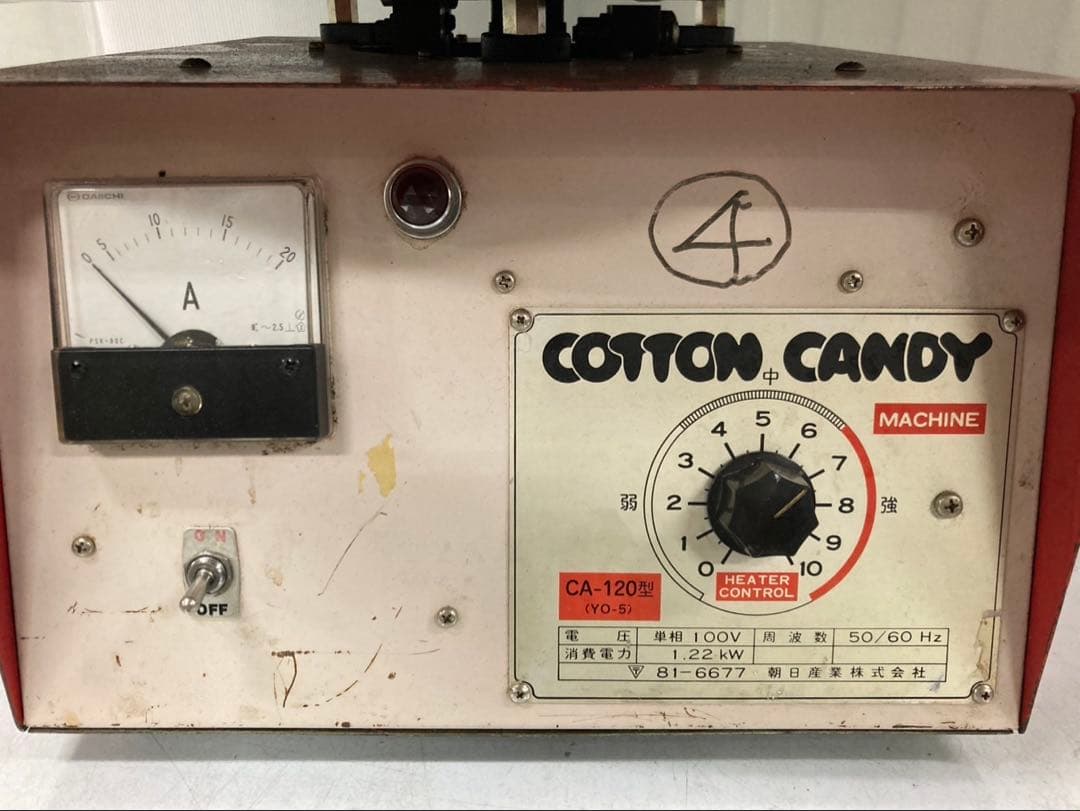 DAIICHI
0 5 10 15 20
A
2.5
ON
OFF
4
COTTON CANDY
MACHINE
中
弱
強
0 1 2 3 4 5 6 7 8 9 10
HEATER
CONTROL
CA-120型
(YO-5)
電圧 単相 100V 周波数 50/60 Hz
消費電力 1.22 kW
81-6677 朝日産業株式会社